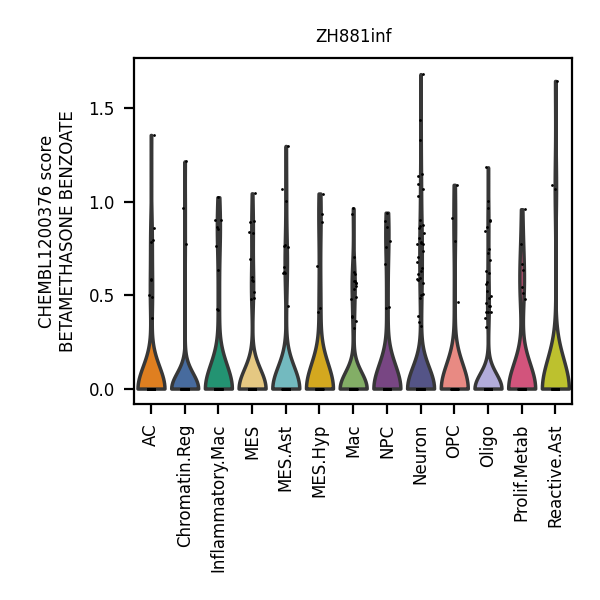 ZH881inf
CHEMBL1200376 score
BETAMETHASONE BENZOATE
1.5
1.0
0.5
0.0
AC
Chromatin.Reg
Inflammatory.Mac
MES
MES.Ast
MES.Hyp
Mac
NPC
Neuron
OPC
Oligo
Prolif.Metab
Reactive.Ast